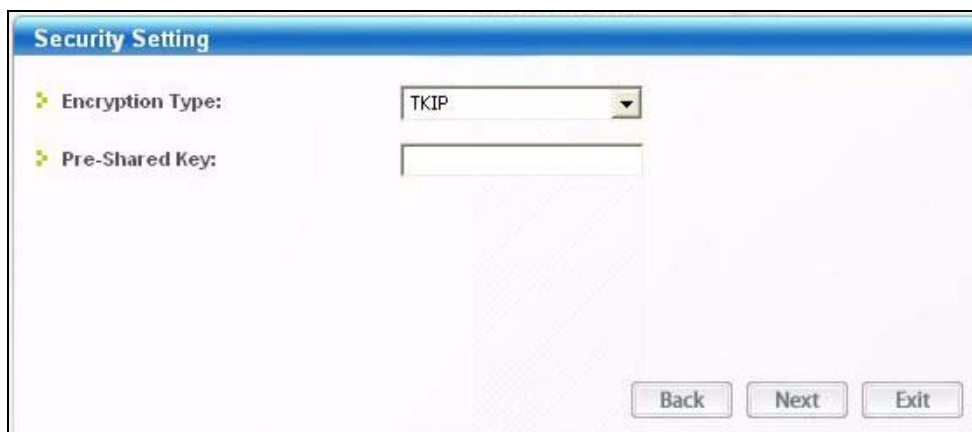 Security Setting
Encryption Type: TKIP
Pre-Shared Key:
Back Next Exit